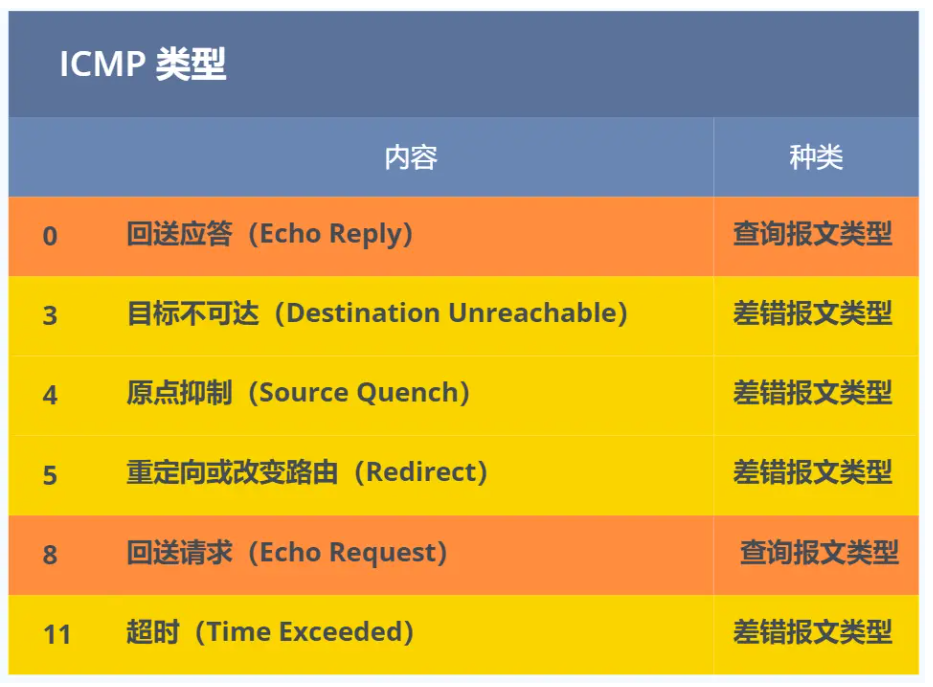 ICMP 类型
内容 种类
0 回送应答（Echo Reply） 查询报文类型
3 目标不可达（Destination Unreachable） 差错报文类型
4 原点抑制（Source Quench） 差错报文类型
5 重定向或改变路由（Redirect） 差错报文类型
8 回送请求（Echo Request） 查询报文类型
11 超时（Time Exceeded） 差错报文类型